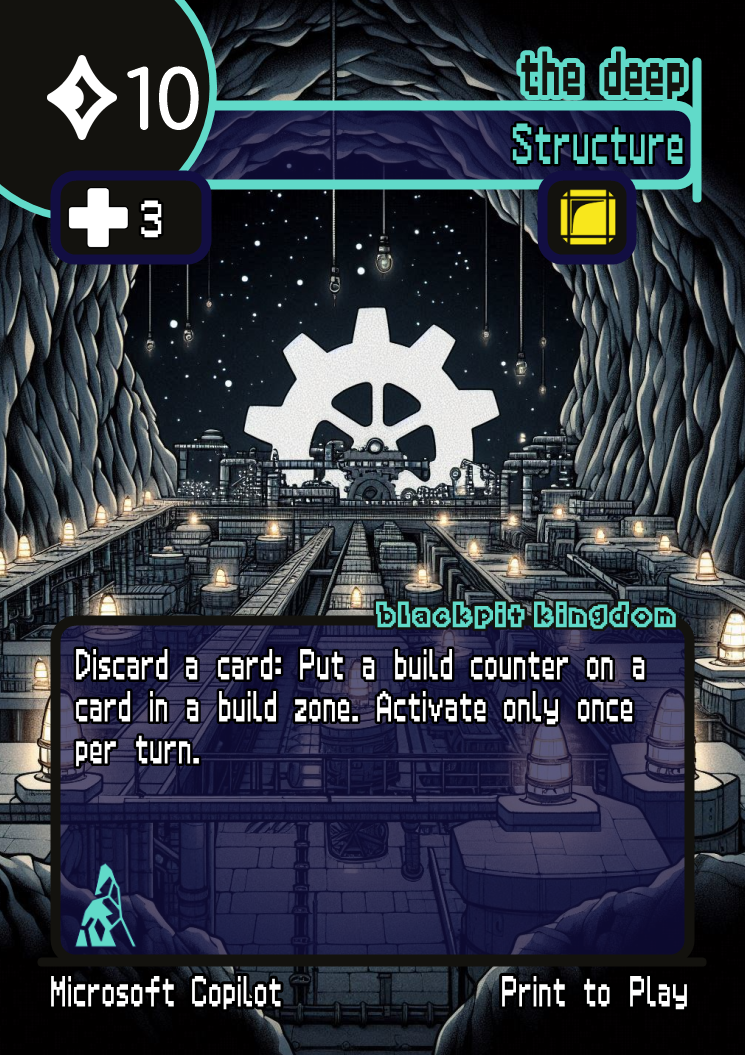 10
the deep
Structure
3
blackpit kingdom
Discard a card: Put a build counter on a
card in a build zone. Activate only once
per turn.
Microsoft Copilot
Print to Play